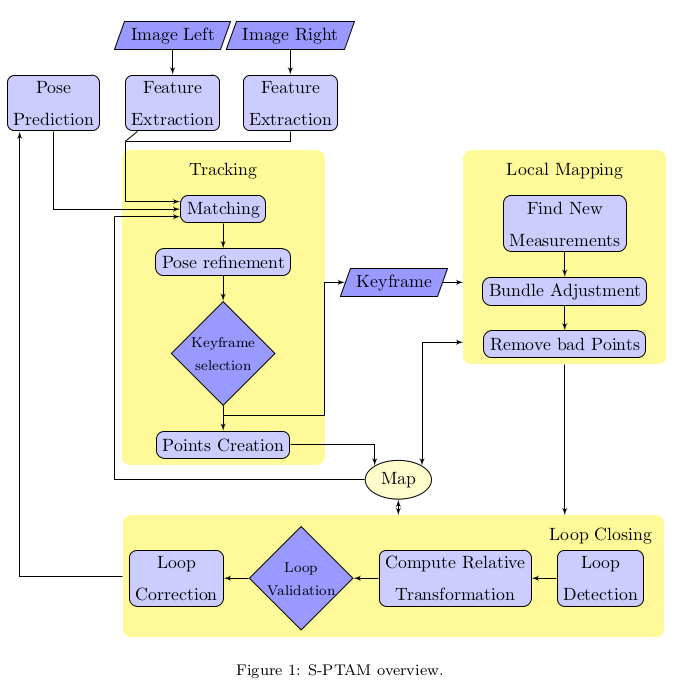 Image Left
Image Right
Pose
Prediction
Feature
Extraction
Feature
Extraction
Tracking
Matching
Pose refinement
Keyframe
selection
Points Creation
Keyframe
Local Mapping
Find New
Measurements
Bundle Adjustment
Remove bad Points
Map
Loop Closing
Loop
Correction
Loop
Validation
Compute Relative
Transformation
Loop
Detection
Figure 1: S-PTAM overview.